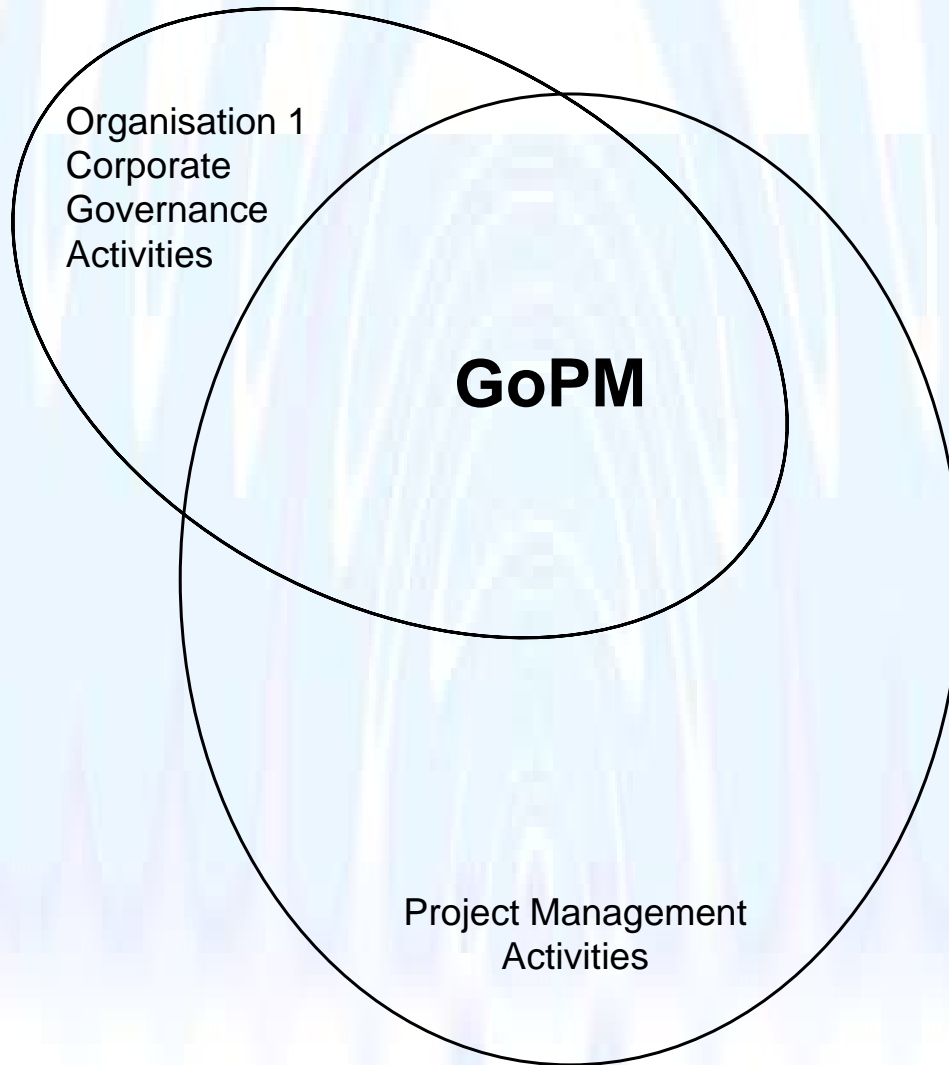 Organisation 1
Corporate
Governance
Activities
GoPM
Project Management
Activities